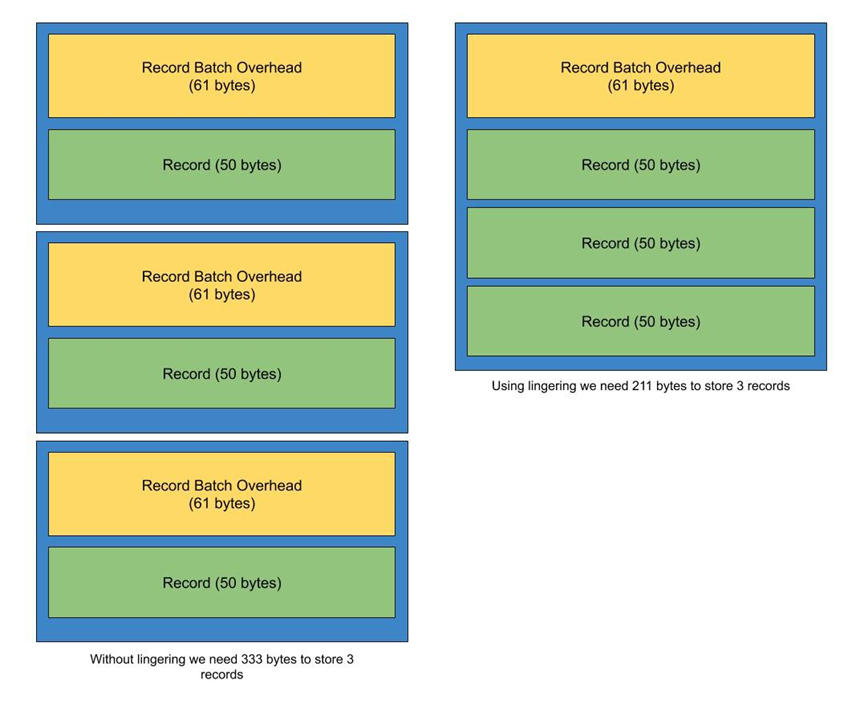 Record Batch Overhead
(61 bytes)
Record (50 bytes)
Record Batch Overhead
(61 bytes)
Record (50 bytes)
Record Batch Overhead
(61 bytes)
Record (50 bytes)
Without lingering we need 333 bytes to store 3
records
Record Batch Overhead
(61 bytes)
Record (50 bytes)
Record (50 bytes)
Record (50 bytes)
Using lingering we need 211 bytes to store 3 records